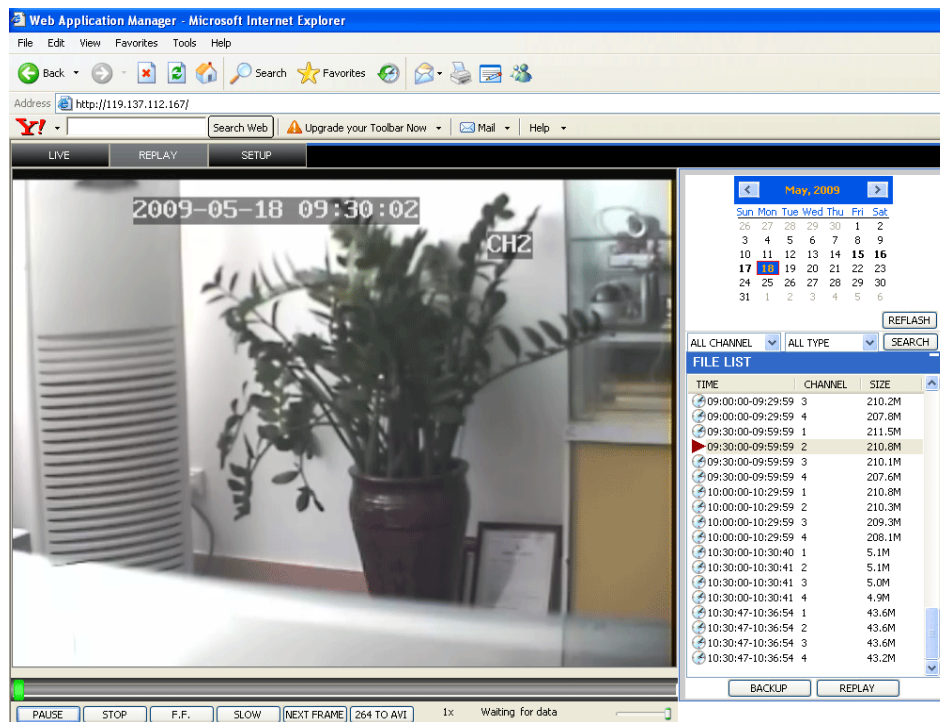 Web Application Manager - Microsoft Internet Explorer
File Edit View Favorites Tools Help
Back Search Favorites
Address http://119.137.112.167/
Y! Search Web Upgrade your Toolbar Now Mail Help
LIVE REPLAY SETUP
2009-05-18 09:30:02
CH2
May, 2009
Sun Mon Tue Wed Thu Fri Sat
26 27 28 29 30 1 2
3 4 5 6 7 8 9
10 11 12 13 14 15 16
17 18 19 20 21 22 23
24 25 26 27 28 29 30
31 1 2 3 4 5 6
REFLASH
ALL CHANNEL ALL TYPE SEARCH
FILE LIST
TIME CHANNEL SIZE
09:00:00-09:29:59 3 210.2M
09:00:00-09:29:59 4 207.8M
09:30:00-09:59:59 1 211.5M
09:30:00-09:59:59 2 210.8M
09:30:00-09:59:59 3 210.1M
09:30:00-09:59:59 4 207.6M
10:00:00-10:29:59 1 210.8M
10:00:00-10:29:59 2 210.3M
10:00:00-10:29:59 3 209.3M
10:00:00-10:29:59 4 208.1M
10:30:00-10:30:40 1 5.1M
10:30:00-10:30:41 2 5.1M
10:30:00-10:30:41 3 5.0M
10:30:00-10:30:41 4 4.9M
10:30:47-10:36:54 1 43.6M
10:30:47-10:36:54 2 43.6M
10:30:47-10:36:54 3 43.6M
10:30:47-10:36:54 4 43.2M
BACKUP REPLAY
PAUSE STOP F.F. SLOW NEXT FRAME 264 TO AVI 1x Waiting for data